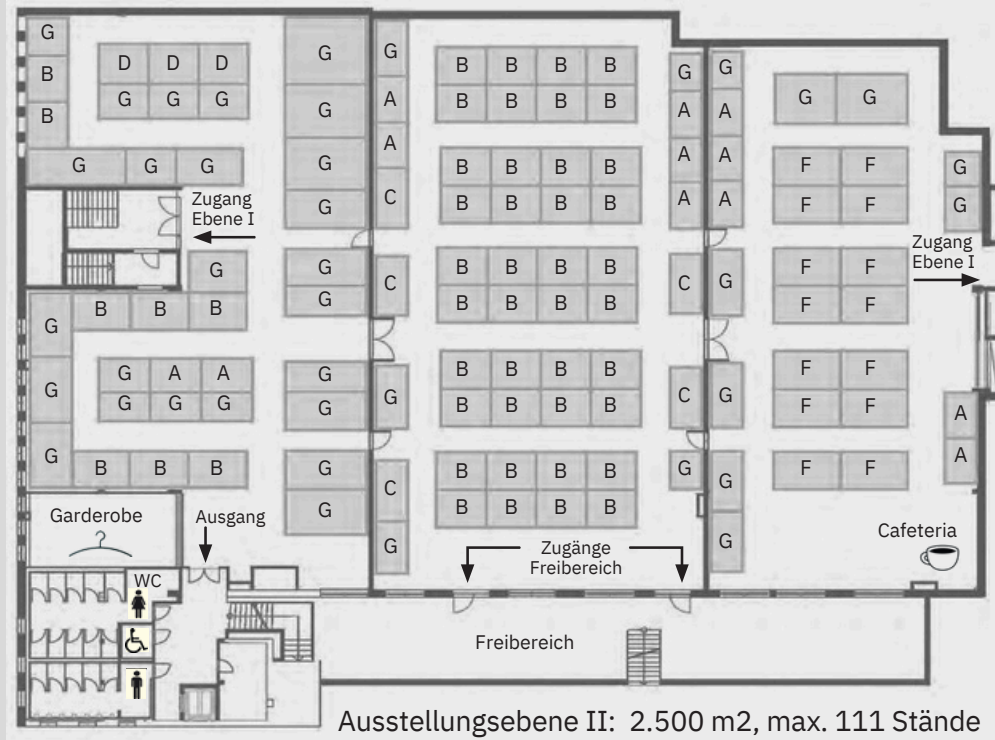 G
B
B
D D D
G G G
G G G
G
G
G
G
Zugang
Ebene I
G
G
G
B B B
G
G
G
G A A
G G G
G
G
B B B
G
G
G
A
A
C
C
G
C
G
B B B B
B B B B
B B B B
B B B B
B B B B
B B B B
B B B B
B B B B
B B B B
B B B B
G
A
A
A
C
C
G
G
A
A
A
G
G
G
G
G G
F F
F F
F F
F F
F F
F F
F F
G
G
Zugang
Ebene I
A
A
Garderobe
Ausgang
WC
Zugänge
Freibereich
Cafeteria
Freibereich
Ausstellungsebene II: 2.500 m2, max. 111 Stände